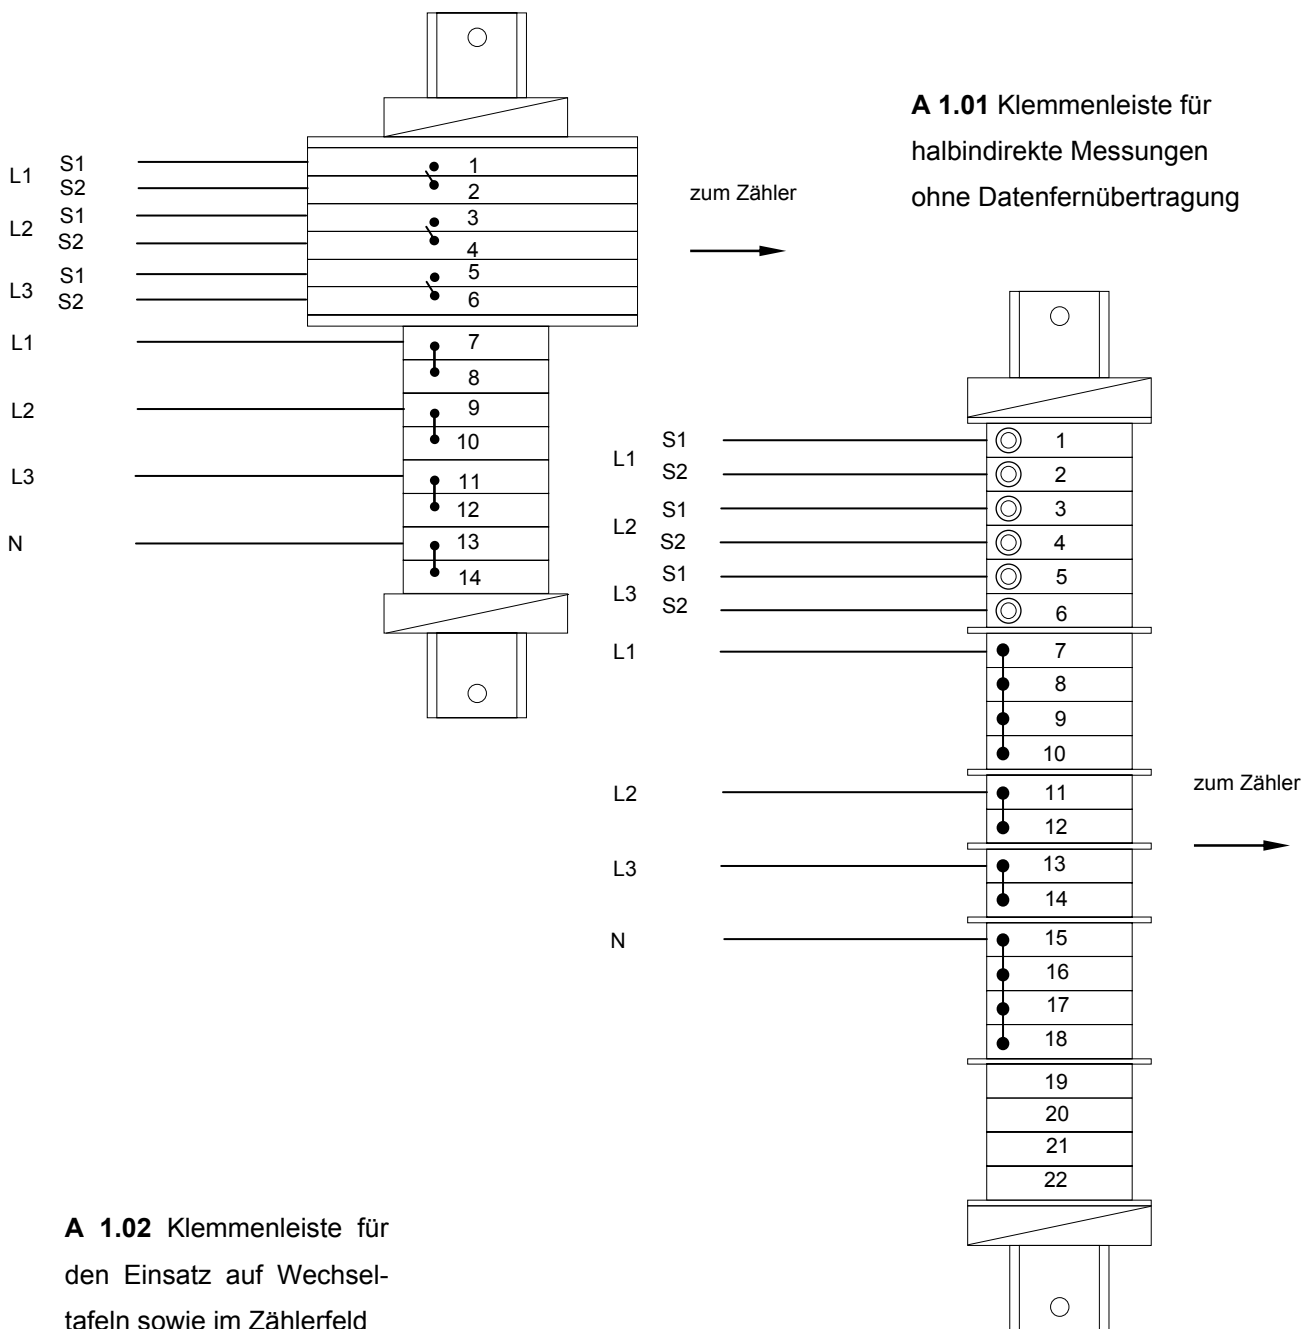 A 1.01 Klemmenleiste für
halbindirekte Messungen
ohne Datenfernübertragung
zum Zähler
L1 S1 1
S2 2
L2 S1 3
S2 4
L3 S1 5
S2 6
L1 7
8
L2 9
10
L3 11
12
N 13
14
L1 S1 1
S2 2
L2 S1 3
S2 4
L3 S1 5
S2 6
L1 7
8
9
10
L2 11
12
L3 13
14
N 15
16
17
18
19
20
21
22
zum Zähler
A 1.02 Klemmenleiste für
den Einsatz auf Wechsel-
tafeln sowie im Zählerfeld